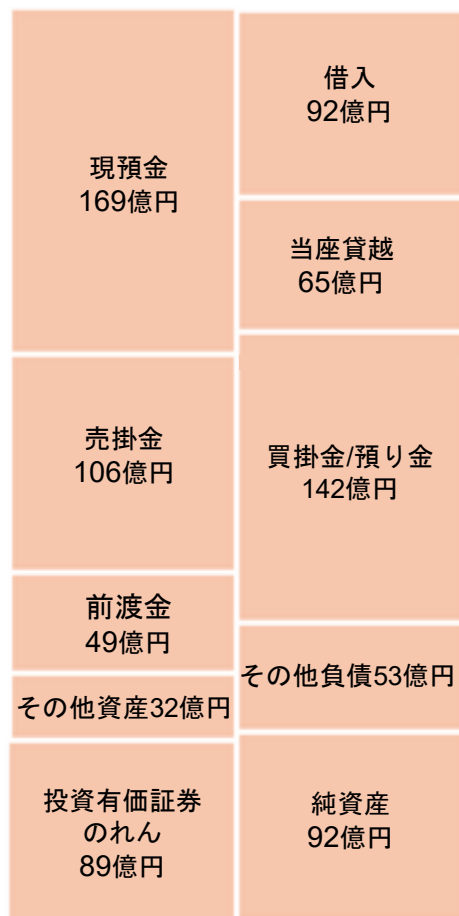 現預金
169億円
売掛金
106億円
前渡金
49億円
その他資産32億円
投資有価証券
のれん
89億円
借入
92億円
当座貸越
65億円
買掛金/預り金
142億円
その他負債53億円
純資産
92億円